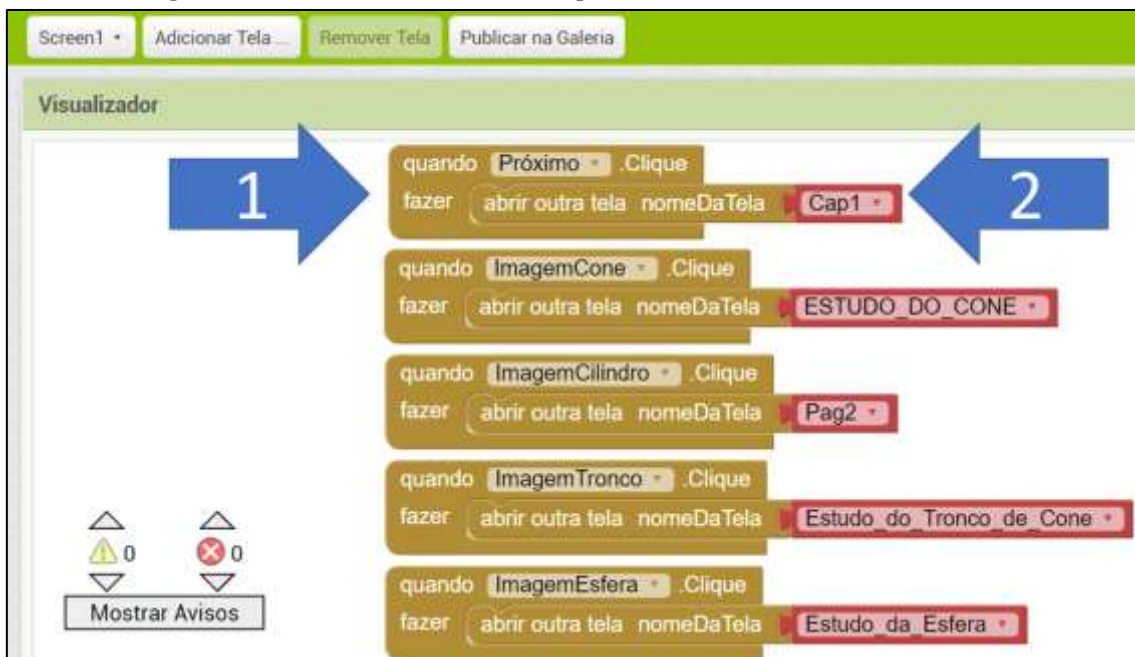 Screen1 Adicionar Tela ... Remover Tela Publicar na Galeria
Visualizador
1
quando Próximo .Clique
fazer abrir outra tela nomeDaTela Cap1
2
quando ImagemCone .Clique
fazer abrir outra tela nomeDaTela ESTUDO_DO_CONE
quando ImagemCilindro .Clique
fazer abrir outra tela nomeDaTela Pag2
quando ImagemTronco .Clique
fazer abrir outra tela nomeDaTela Estudo_do_Tronco_de_Cone
quando ImagemEsfera .Clique
fazer abrir outra tela nomeDaTela Estudo_da_Esfera
0 0
Mostrar Avisos